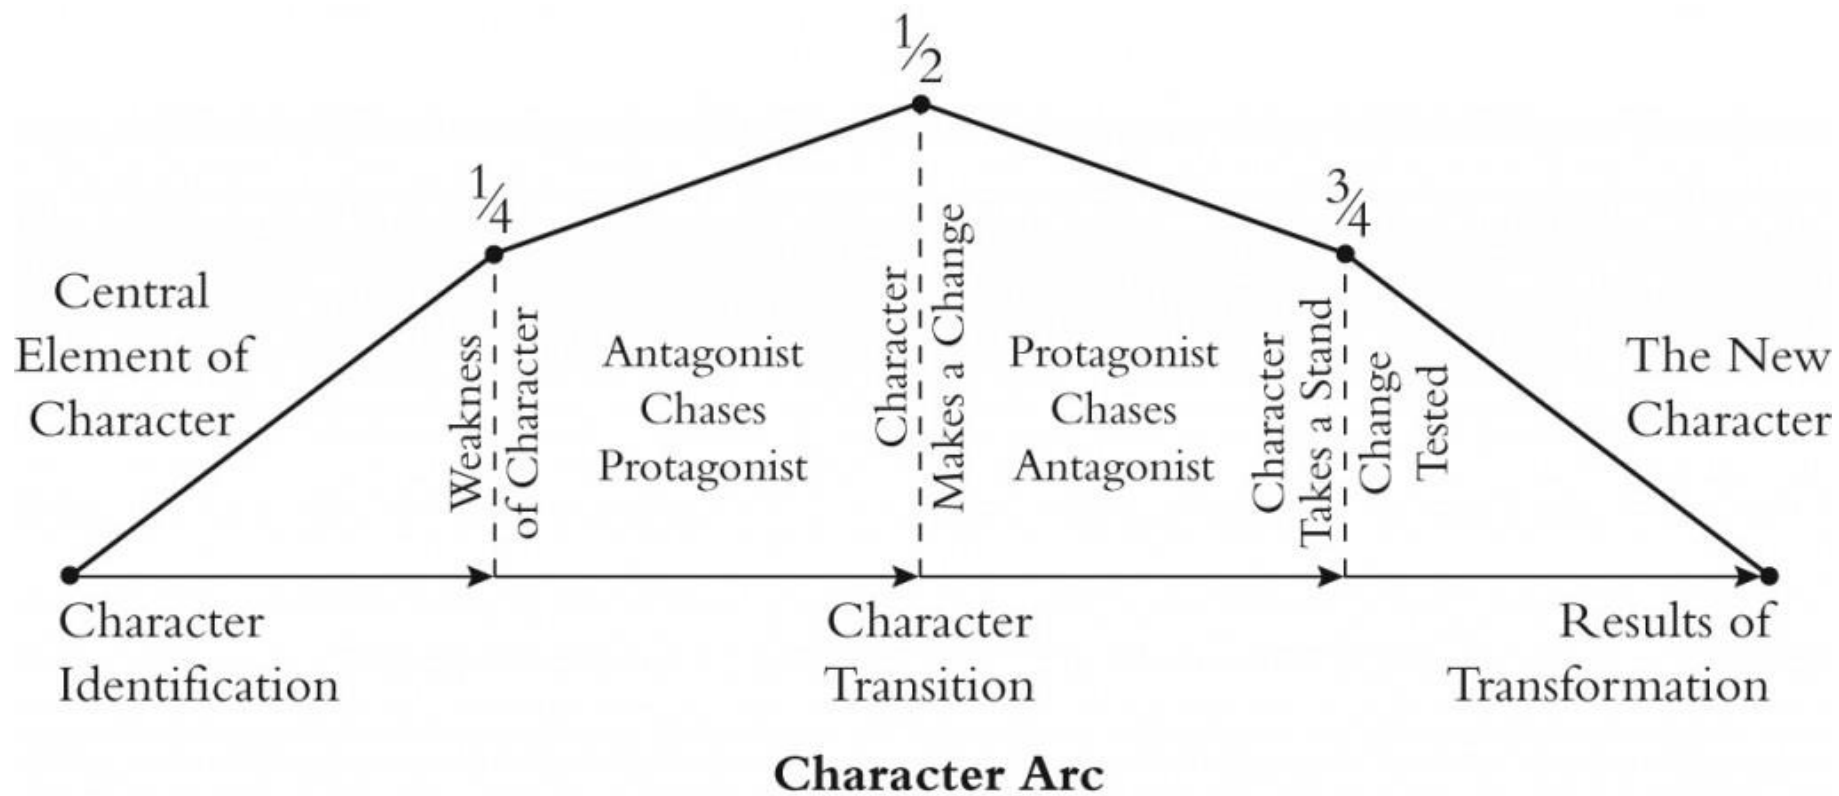 1/2
1/4
3/4
Central
Element of
Character
Weakness
of Character
Antagonist
Chases
Protagonist
Character
Makes a Change
Protagonist
Chases
Antagonist
Character
Takes a Stand
Change
Tested
The New
Character
Character
Identification
Character
Transition
Results of
Transformation
Character Arc